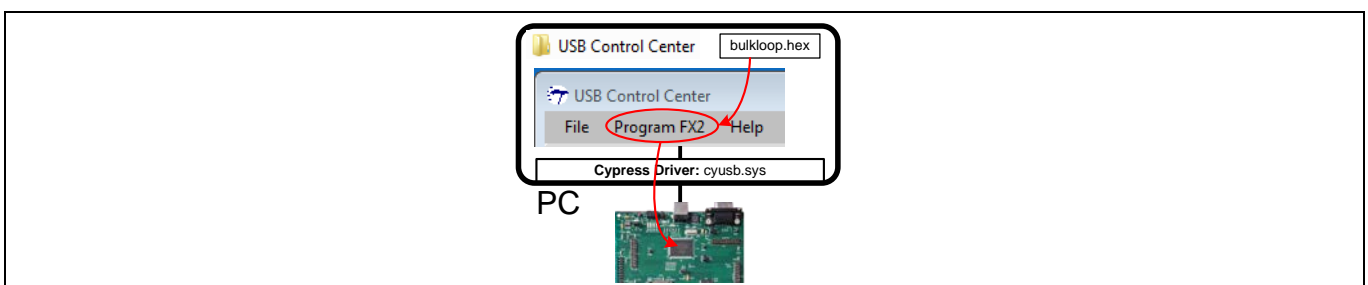 USB Control Center
bulkloop.hex
USB Control Center
File Program FX2 Help
Cypress Driver: cyusb.sys
PC